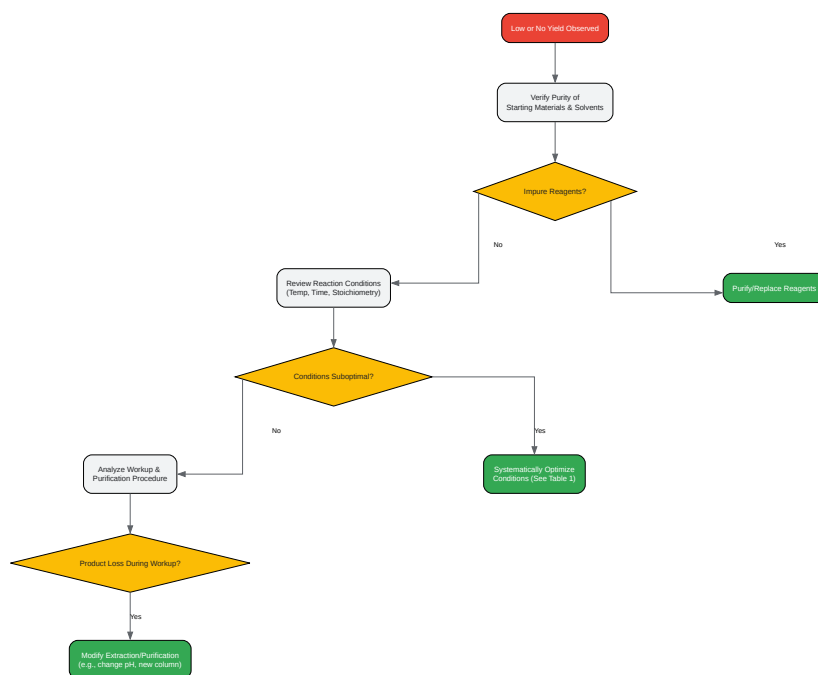 Low or No Yield Observed
Verify Purity of
Starting Materials & Solvents
Impure Reagents?
No
Yes
Review Reaction Conditions
(Temp, Time, Stoichiometry)
Purify/Replace Reagents
Conditions Suboptimal?
No
Yes
Analyze Workup &
Purification Procedure
Systematically Optimize
Conditions (See Table 1)
Product Loss During Workup?
Yes
Modify Extraction/Purification
(e.g., change pH, new column)